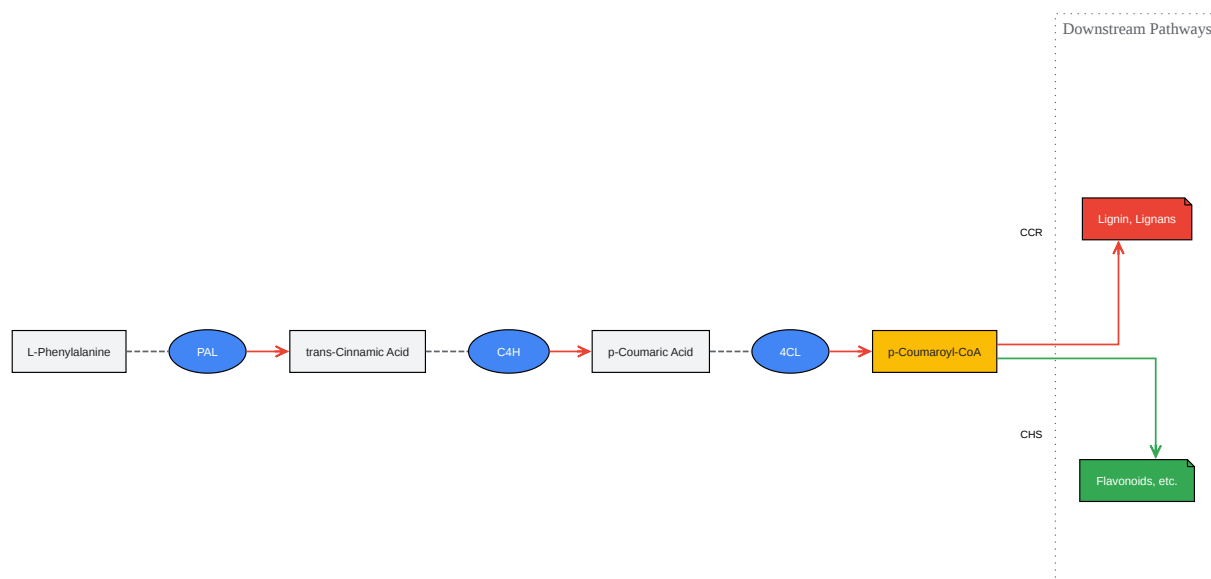 Downstream Pathways
Lignin, Lignans
CCR
L-Phenylalanine
PAL
trans-Cinnamic Acid
C4H
p-Coumaric Acid
4CL
p-Coumaroyl-CoA
CHS
Flavonoids, etc.